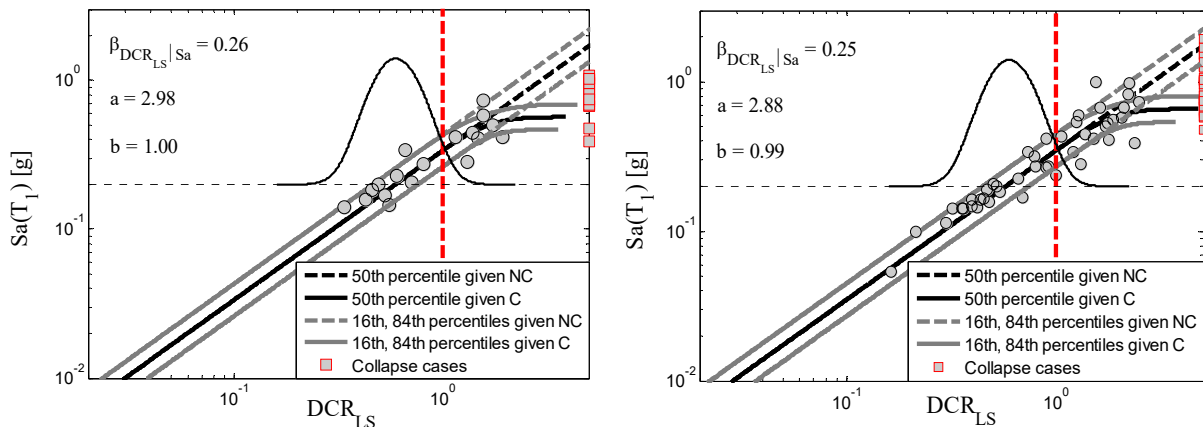 β_DCR_LS|Sa = 0.26
a = 2.98
b = 1.00
Sa(T_1) [g]
10^0
10^-1
10^-2
50th percentile given NC
50th percentile given C
16th, 84th percentiles given NC
16th, 84th percentiles given C
Collapse cases
10^-1
10^0
DCR_LS
β_DCR_LS|Sa = 0.25
a = 2.88
b = 0.99
Sa(T_1) [g]
10^0
10^-1
10^-2
50th percentile given NC
50th percentile given C
16th, 84th percentiles given NC
16th, 84th percentiles given C
Collapse cases
10^-1
10^0
DCR_LS